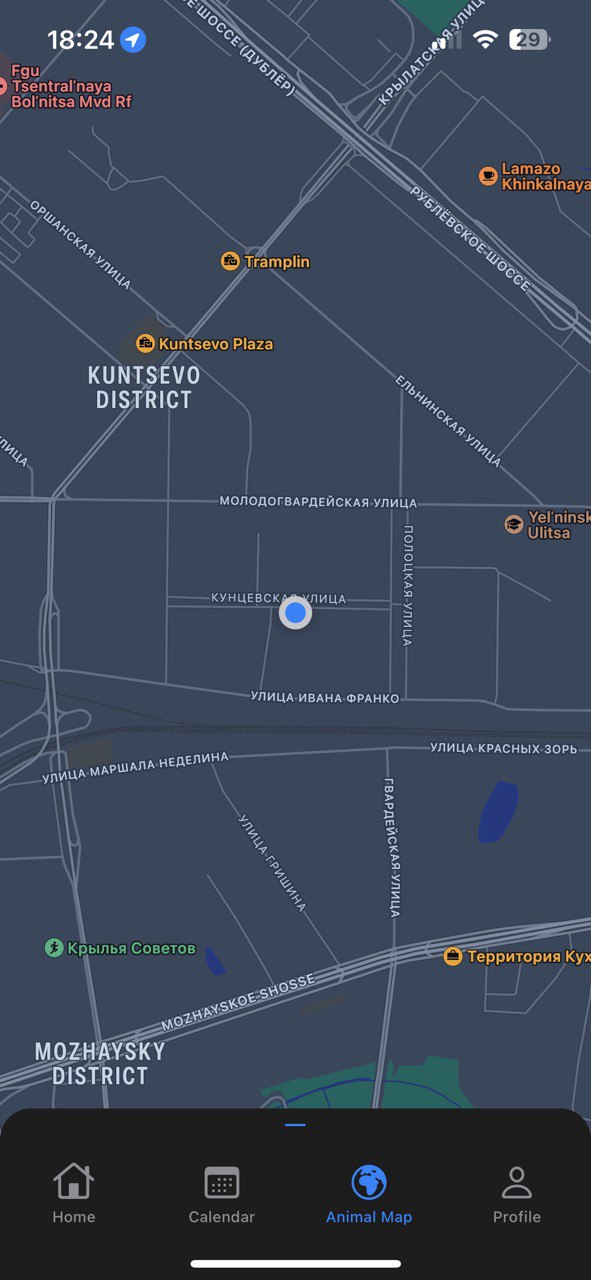 18:24
29
Е ШОССЕ (ДУБЛЁР)
КРЫЛАТСКАЯ УЛИЦ
Fgu
Tsentral'naya
Bol'nitsa Mvd Rf
Lamazo
Khinkalnaya
ОРШАНСКАЯ УЛИЦА
РУБЛЁВСКОЕ ШОССЕ
Tramplin
Kuntsevo Plaza
KUNTSEVO
DISTRICT
ЕЛЬНИНСКАЯ УЛИЦА
УЛИЦА
МОЛОДОГВАРДЕЙСКАЯ УЛИЦА
Yel'ninsk
Ulitsa
ПОЛОЦКАЯ УЛИЦА
КУНЦЕВСКАЯ УЛИЦА
УЛИЦА ИВАНА ФРАНКО
УЛИЦА КРАСНЫХ ЗОРЬ
УЛИЦА МАРШАЛА НЕДЕЛИНА
ГВАРДЕЙСКАЯ УЛИЦА
УЛИЦА ГРИШИНА
Крылья Советов
Территория Кух
MOZHAYSKOE SHOSSE
MOZHAYSKY
DISTRICT
Home
Calendar
Animal Map
Profile